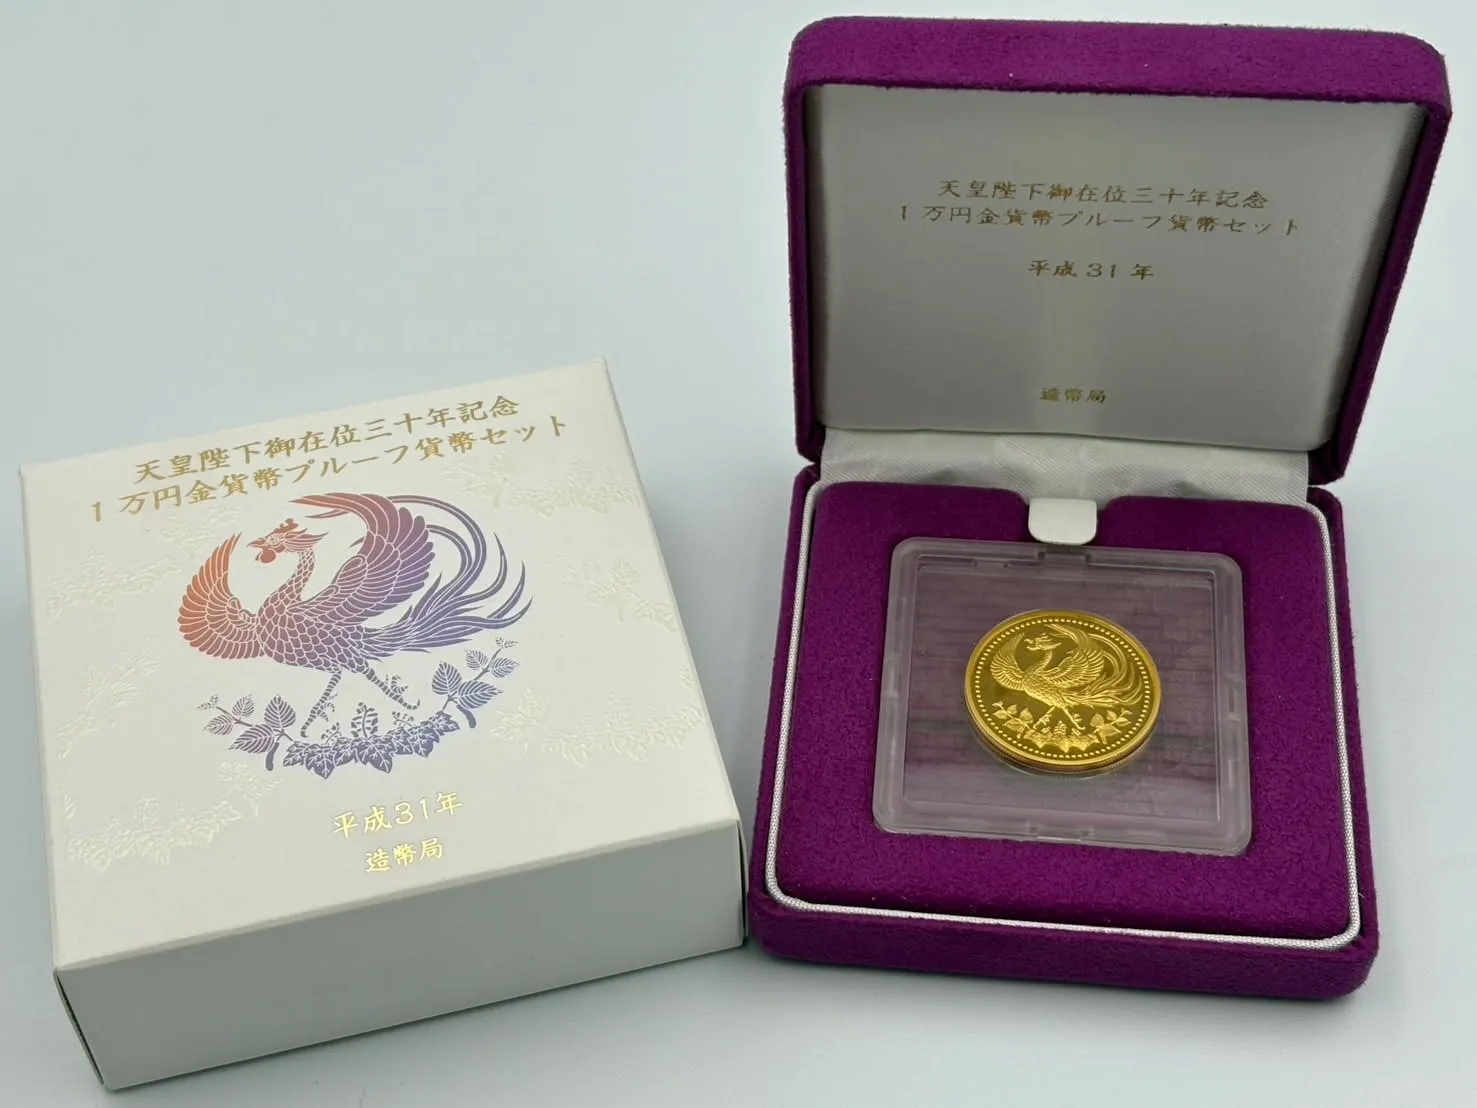 天皇陛下御在位三十年記念
1万円金貨幣プルーフ貨幣セット
平成31年
造幣局
天皇陛下御在位三十年記念
1万円金貨幣プルーフ貨幣セット
平成31年
造幣局